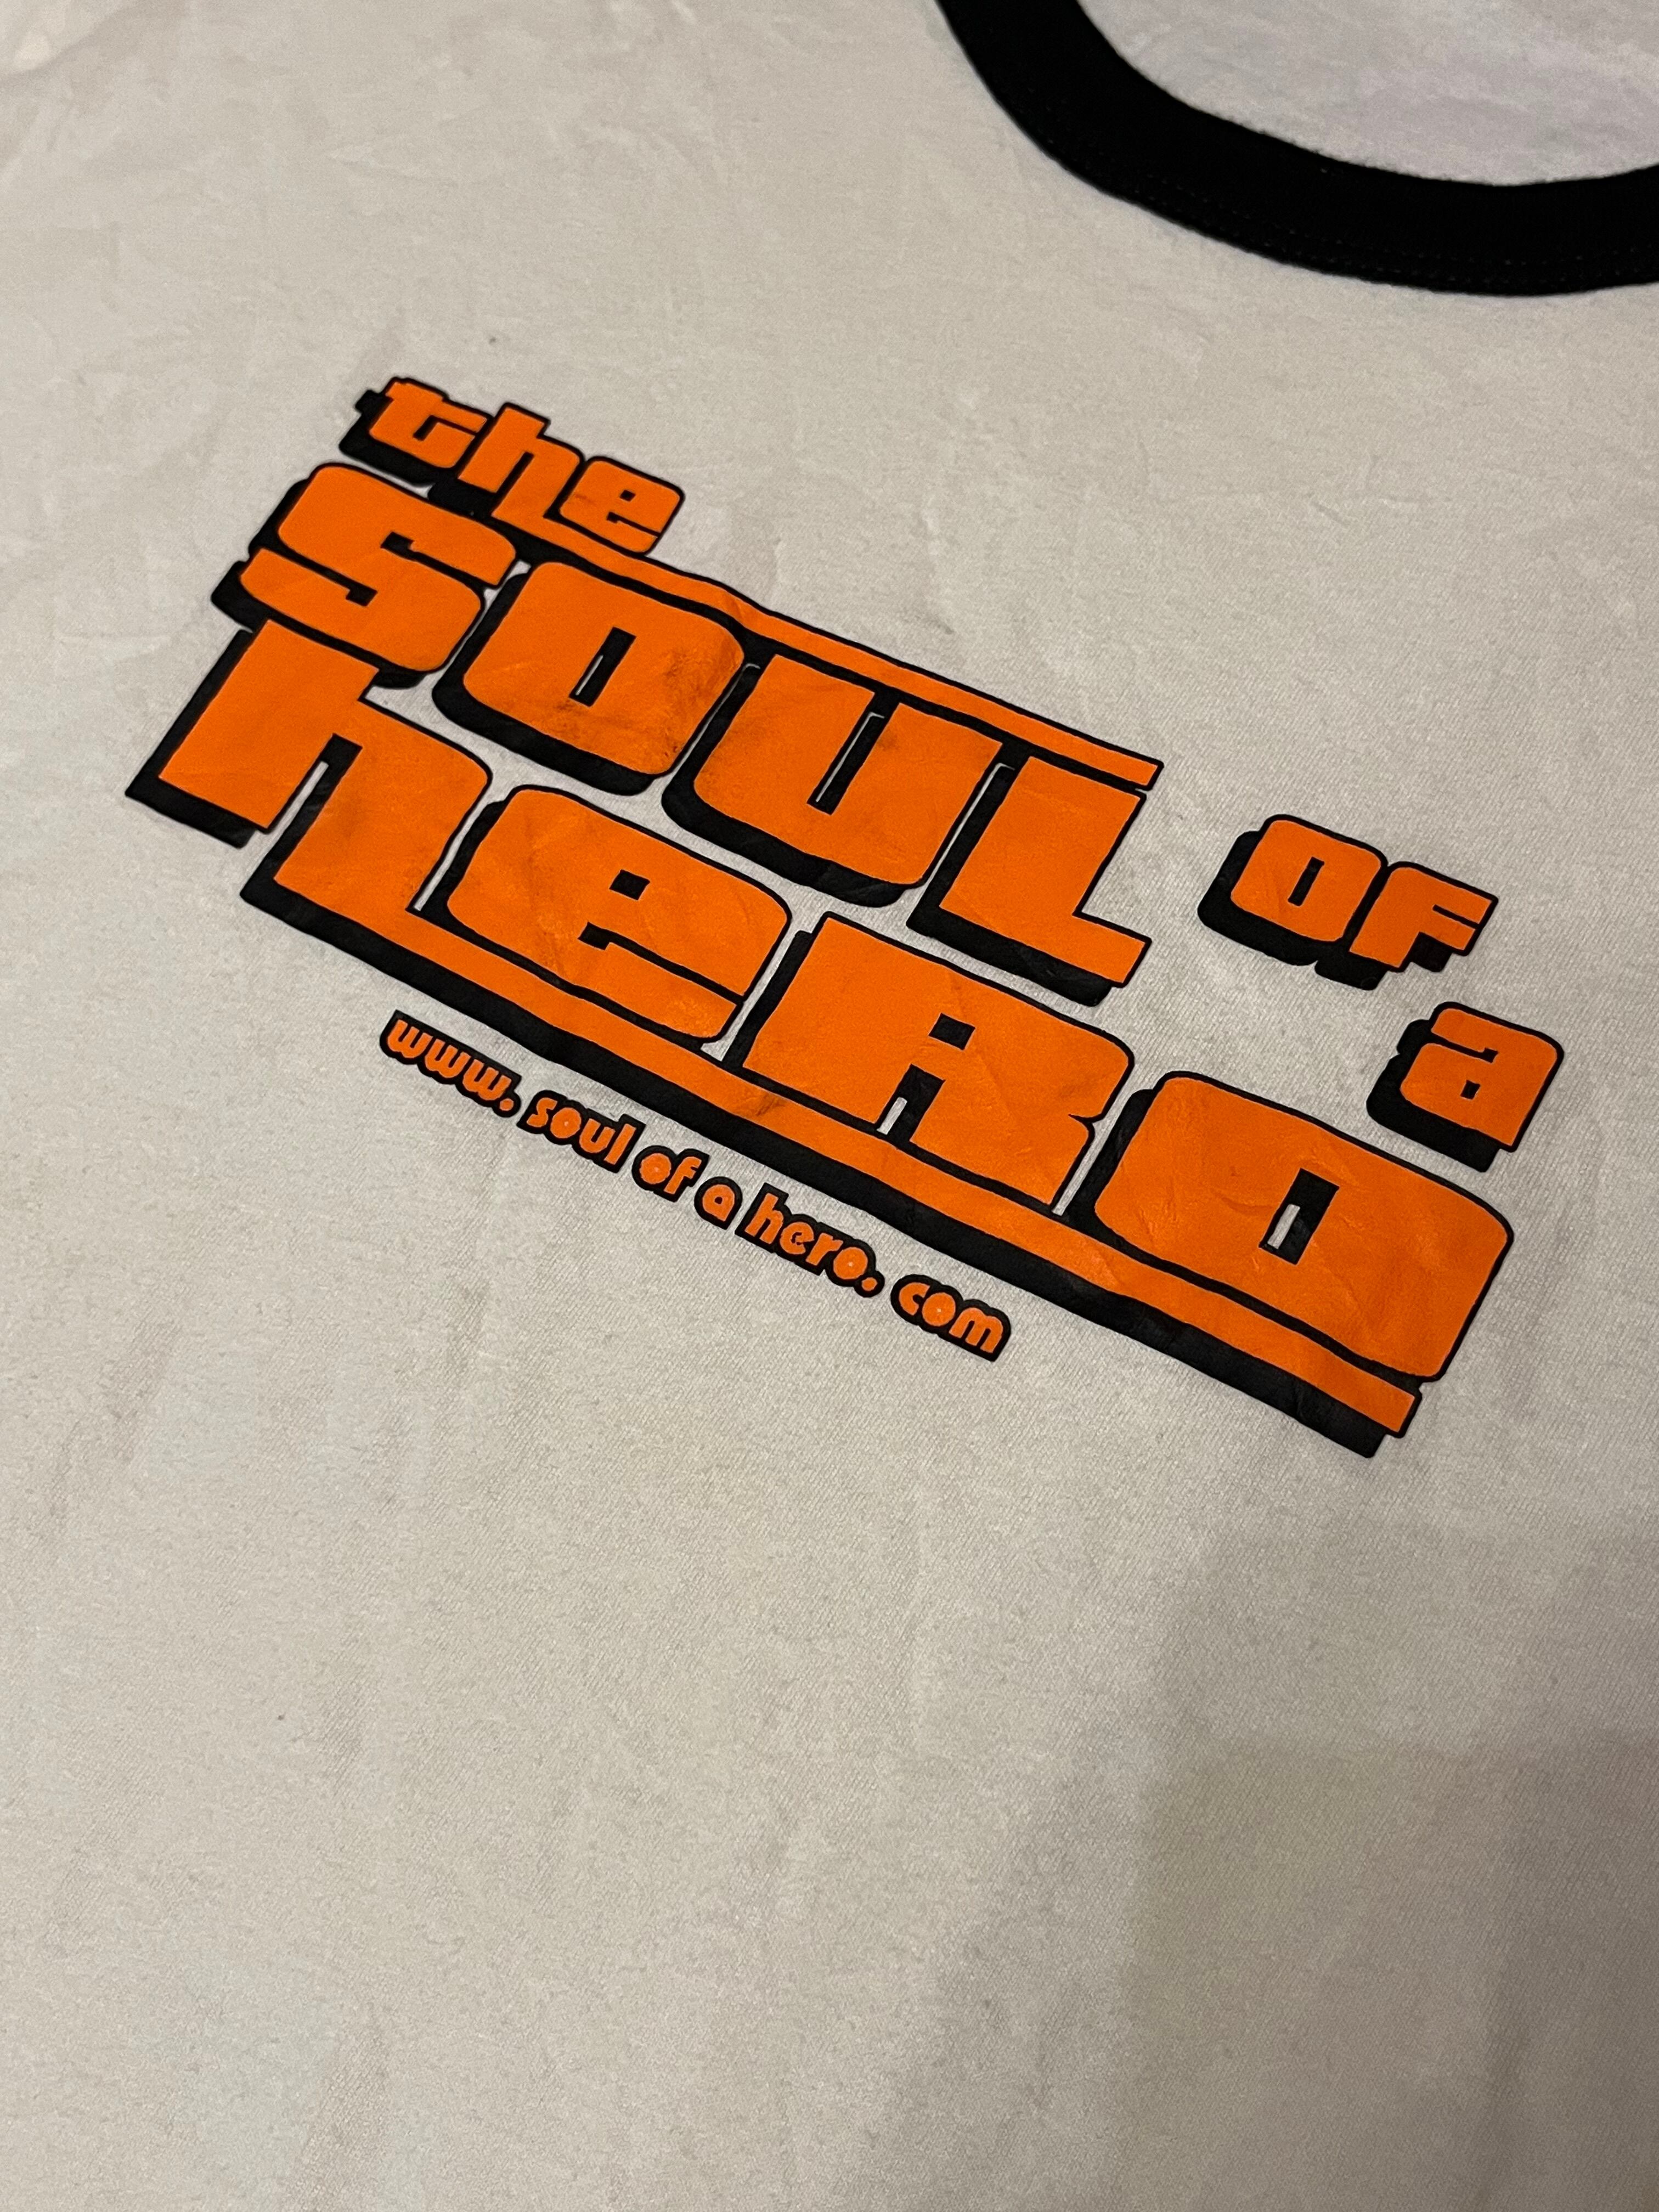 the
SOUL OF a
heRO
www. soul of a hero. com